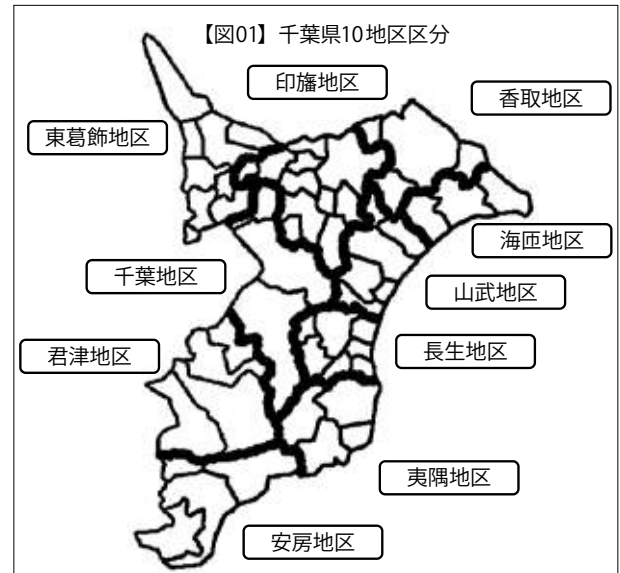 【図01】千葉県10地区区分
印旛地区
香取地区
東葛飾地区
海匝地区
千葉地区
山武地区
君津地区
長生地区
夷隅地区
安房地区